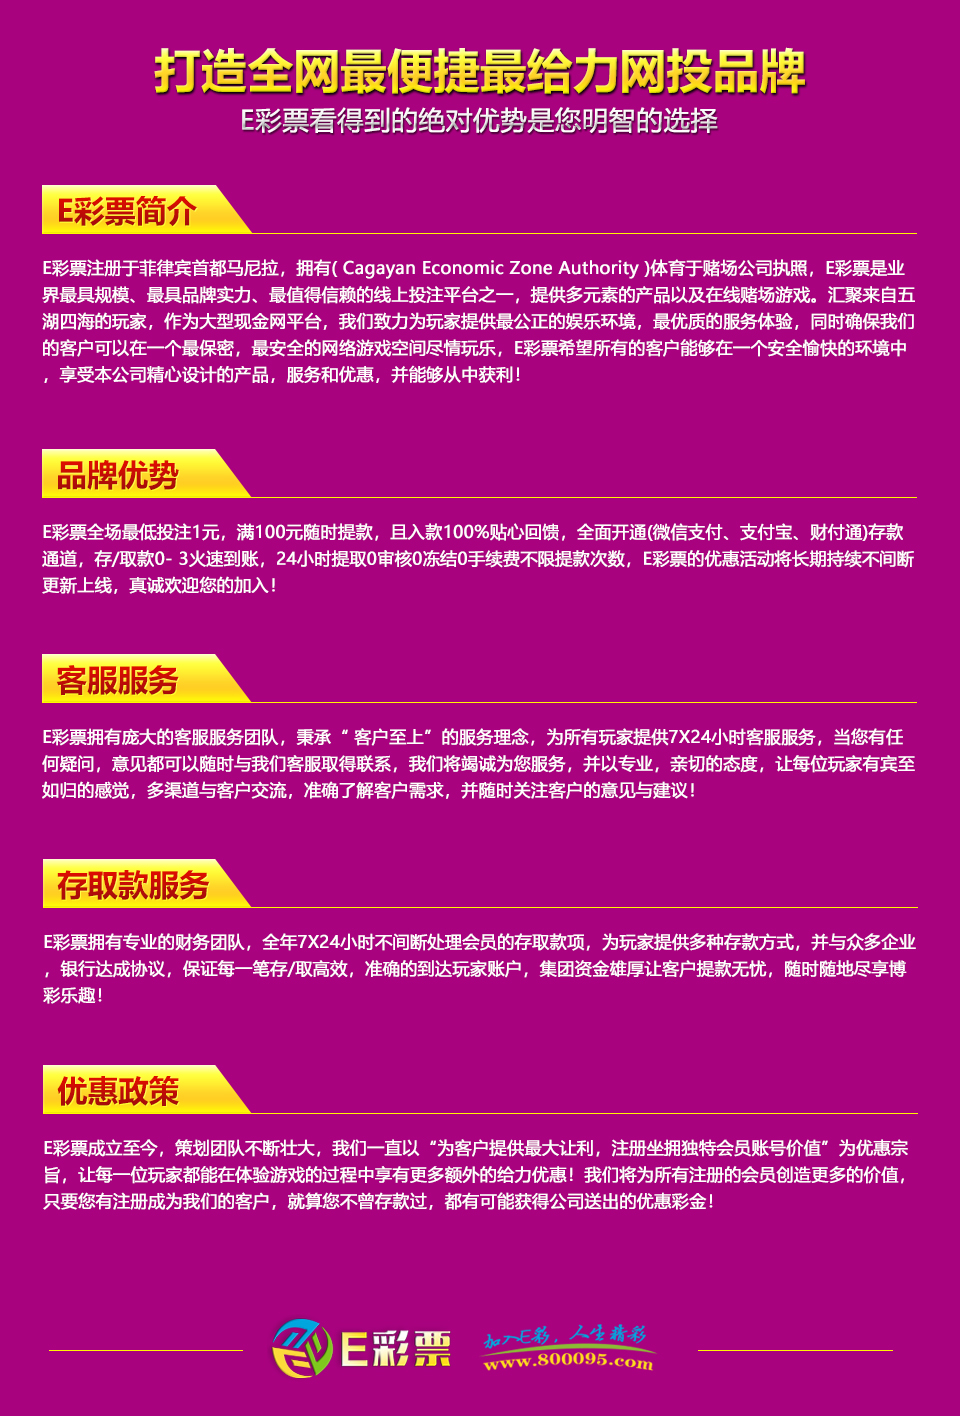 打造全网最便捷最给力网投品牌
E彩票看得到的绝对优势是您明智的选择
E彩票简介
E彩票注册于菲律宾首都马尼拉，拥有( Cagayan Economic Zone Authority )体育于赌场公司执照，E彩票是业
界最具规模、最具品牌实力、最值得信赖的线上投注平台之一，提供多元素的产品以及在线赌场游戏。汇聚来自五
湖四海的玩家，作为大型现金网平台，我们致力为玩家提供最公正的娱乐环境，最优质的服务体验，同时确保我们
的客户可以在一个最保密，最安全的网络游戏空间尽情玩乐，E彩票希望所有的客户能够在一个安全愉快的环境中
，享受本公司精心设计的产品，服务和优惠，并能够从中获利！
品牌优势
E彩票全场最低投注1元，满100元随时提款，且入款100%贴心回馈，全面开通(微信支付、支付宝、财付通)存款
通道，存/取款0- 3火速到账，24小时提取0审核0冻结0手续费不限提款次数，E彩票的优惠活动将长期持续不间断
更新上线，真诚欢迎您的加入！
客服服务
E彩票拥有庞大的客服服务团队，秉承“ 客户至上”的服务理念，为所有玩家提供7X24小时客服服务，当您有任
何疑问，意见都可以随时与我们客服取得联系，我们将竭诚为您服务，并以专业，亲切的态度，让每位玩家有宾至
如归的感觉，多渠道与客户交流，准确了解客户需求，并随时关注客户的意见与建议！
存取款服务
E彩票拥有专业的财务团队，全年7X24小时不间断处理会员的存取款项，为玩家提供多种存款方式，并与众多企业
，银行达成协议，保证每一笔存/取高效，准确的到达玩家账户，集团资金雄厚让客户提款无忧，随时随地尽享博
彩乐趣！
优惠政策
E彩票成立至今，策划团队不断壮大，我们一直以“为客户提供最大让利，注册坐拥独特会员账号价值”为优惠宗
旨，让每一位玩家都能在体验游戏的过程中享有更多额外的给力优惠！我们将为所有注册的会员创造更多的价值，
只要您有注册成为我们的客户，就算您不曾存款过，都有可能获得公司送出的优惠彩金！
E彩票
加入E彩，人生精彩
www.800095.com